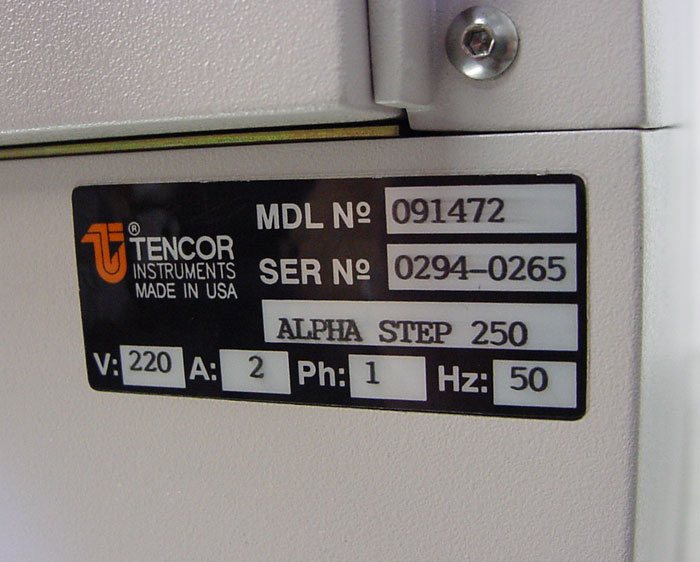 MDL Nº 091472
® TENCOR
INSTRUMENTS
MADE IN USA
SER Nº 0294-0265
ALPHA STEP 250
V: 220 A: 2 Ph: 1 Hz: 50